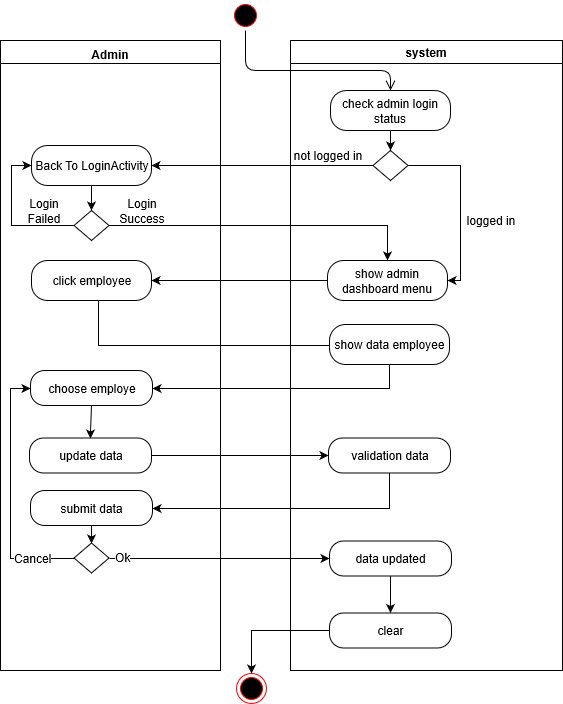 Admin
system
check admin login
status
not logged in
Back To LoginActivity
Login
Failed
Login
Success
logged in
click employee
show admin
dashboard menu
show data employee
choose employe
update data
validation data
submit data
Cancel
Ok
data updated
clear